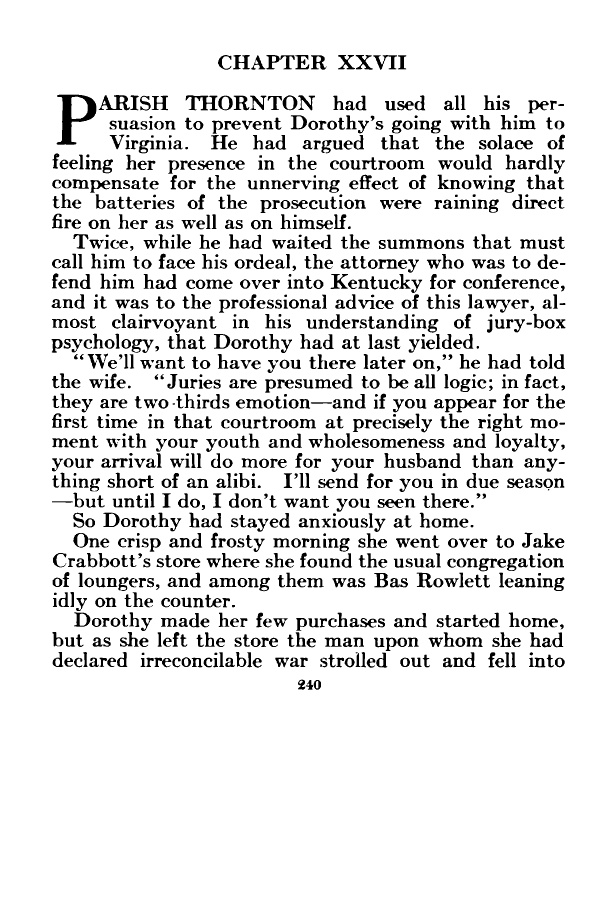 CHAPTER XXVII
PARISH THORNTON had used all his per-
suasion to prevent Dorothy's going with him to
Virginia. He had argued that the solace of
feeling her presence in the courtroom would hardly
compensate for the unnerving effect of knowing that
the batteries of the prosecution were raining direct
fire on her as well as on himself.
Twice, while he had waited the summons that must
call him to face his ordeal, the attorney who was to de-
fend him had come over into Kentucky for conference,
and it was to the professional advice of this lawyer, al-
most clairvoyant in his understanding of jury-box
psychology, that Dorothy had at last yielded.
"We'll want to have you there later on," he had told
the wife. "Juries are presumed to be all logic; in fact,
they are two-thirds emotion—and if you appear for the
first time in that courtroom at precisely the right mo-
ment with your youth and wholesomeness and loyalty,
your arrival will do more for your husband than any-
thing short of an alibi. I'll send for you in due season
—but until I do, I don't want you seen there."
So Dorothy had stayed anxiously at home.
One crisp and frosty morning she went over to Jake
Crabbott's store where she found the usual congregation
of loungers, and among them was Bas Rowlett leaning
idly on the counter.
Dorothy made her few purchases and started home,
but as she left the store the man upon whom she had
declared irreconcilable war strolled out and fell into
240